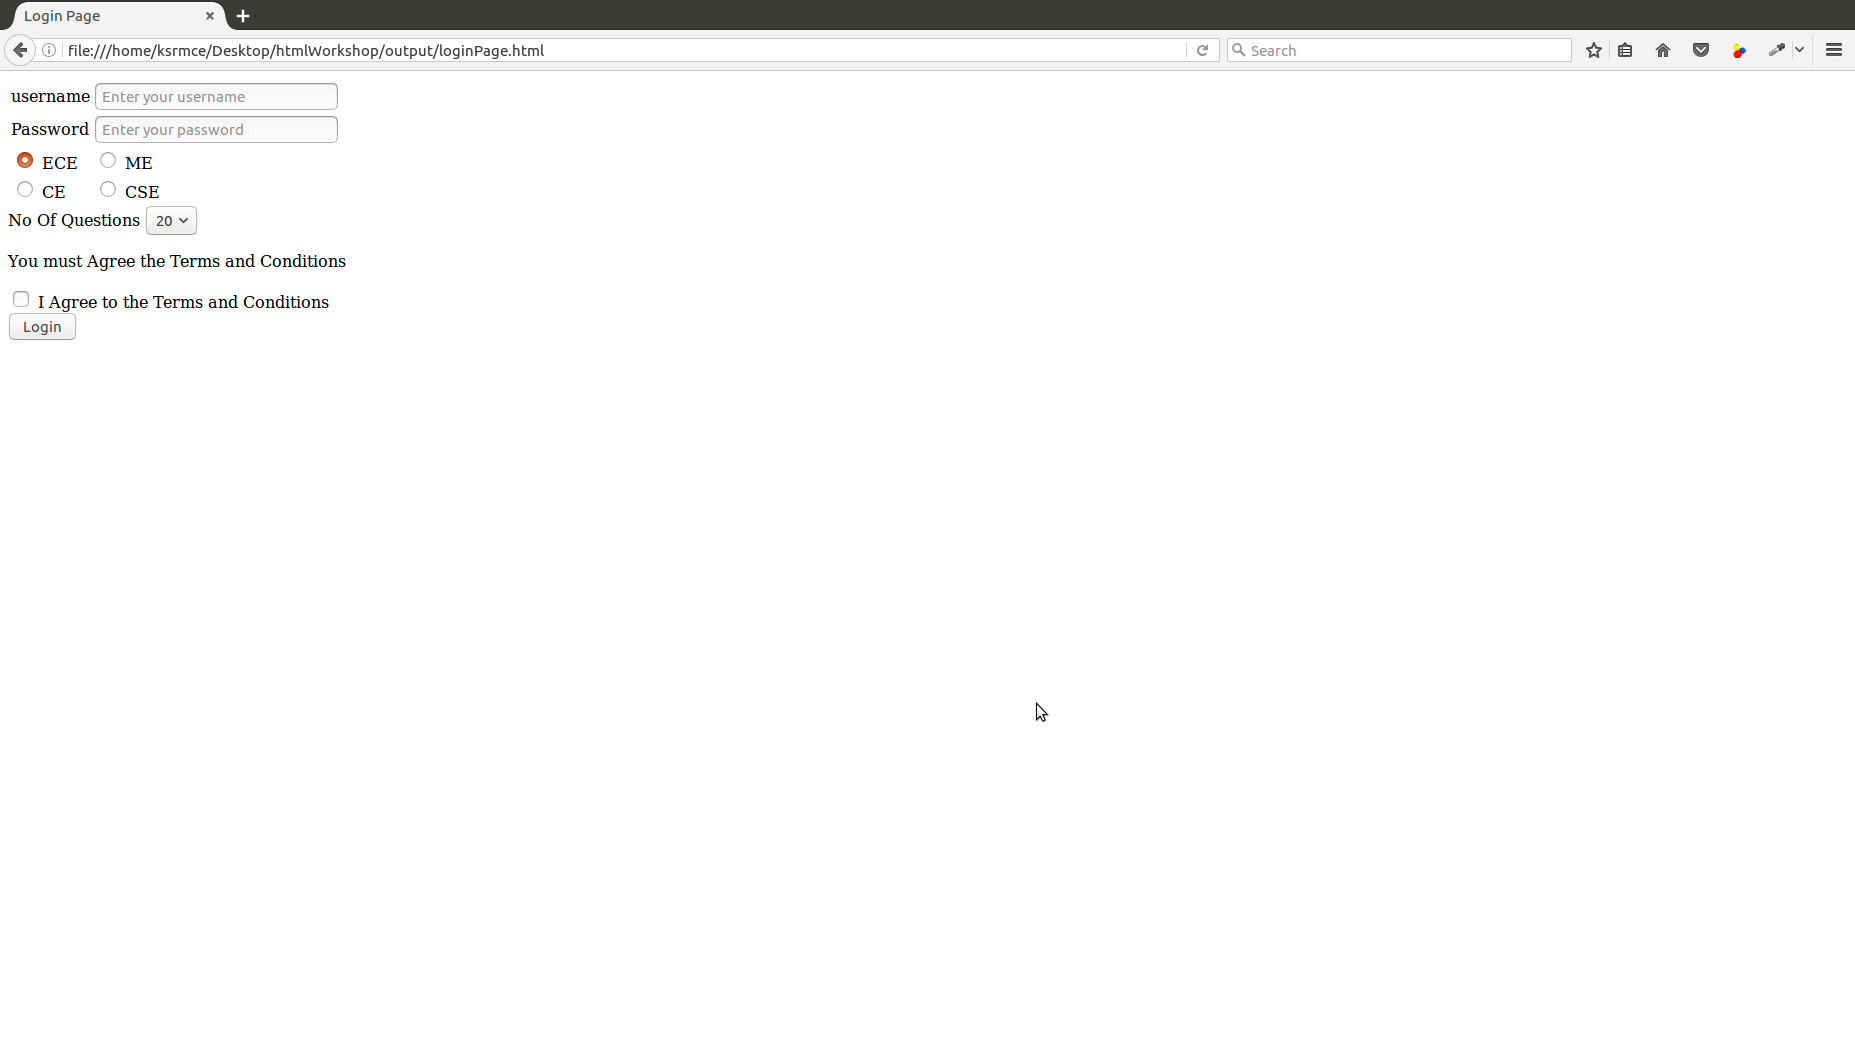 Login Page
file:///home/ksrmce/Desktop/htmlWorkshop/output/loginPage.html
Search
username Enter your username
Password Enter your password
ECE ME
CE CSE
No Of Questions 20
You must Agree the Terms and Conditions
I Agree to the Terms and Conditions
Login